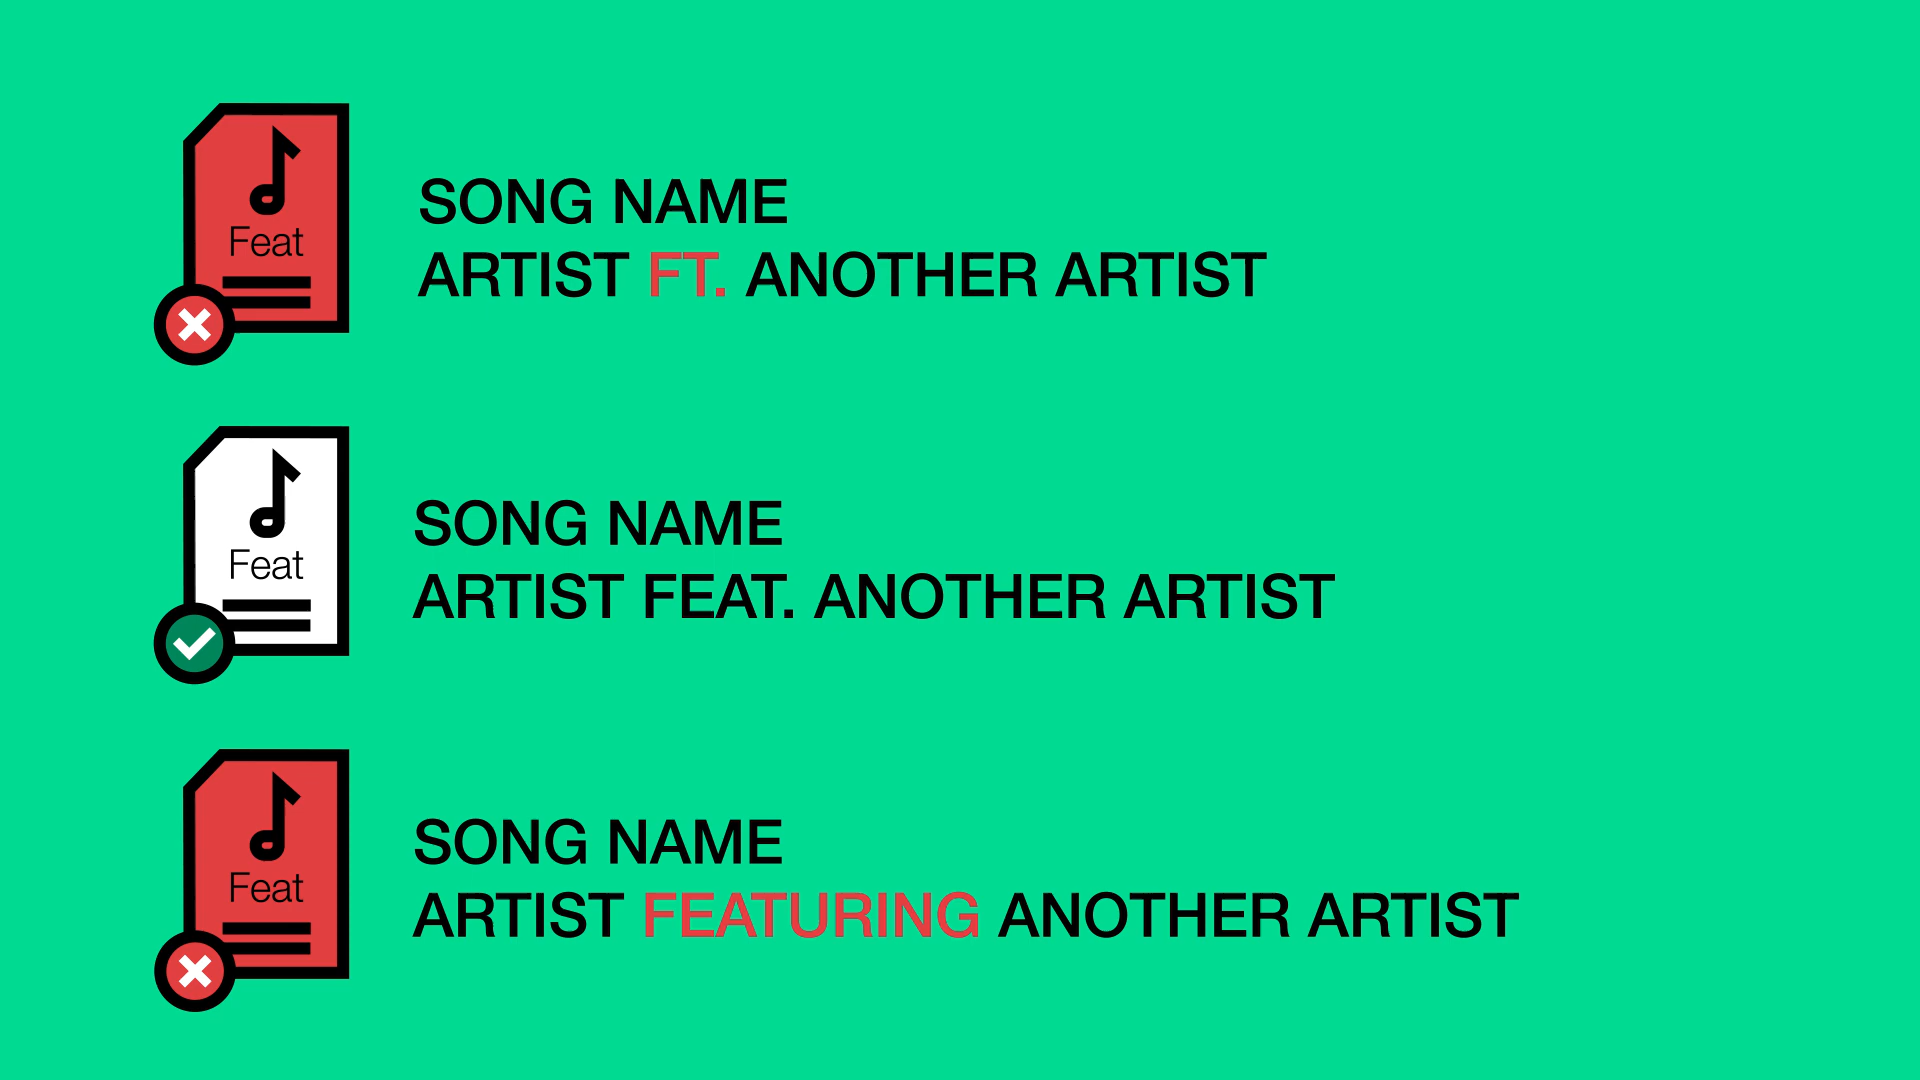 Feat
SONG NAME
ARTIST FT. ANOTHER ARTIST
Feat
SONG NAME
ARTIST FEAT. ANOTHER ARTIST
Feat
SONG NAME
ARTIST FEATURING ANOTHER ARTIST